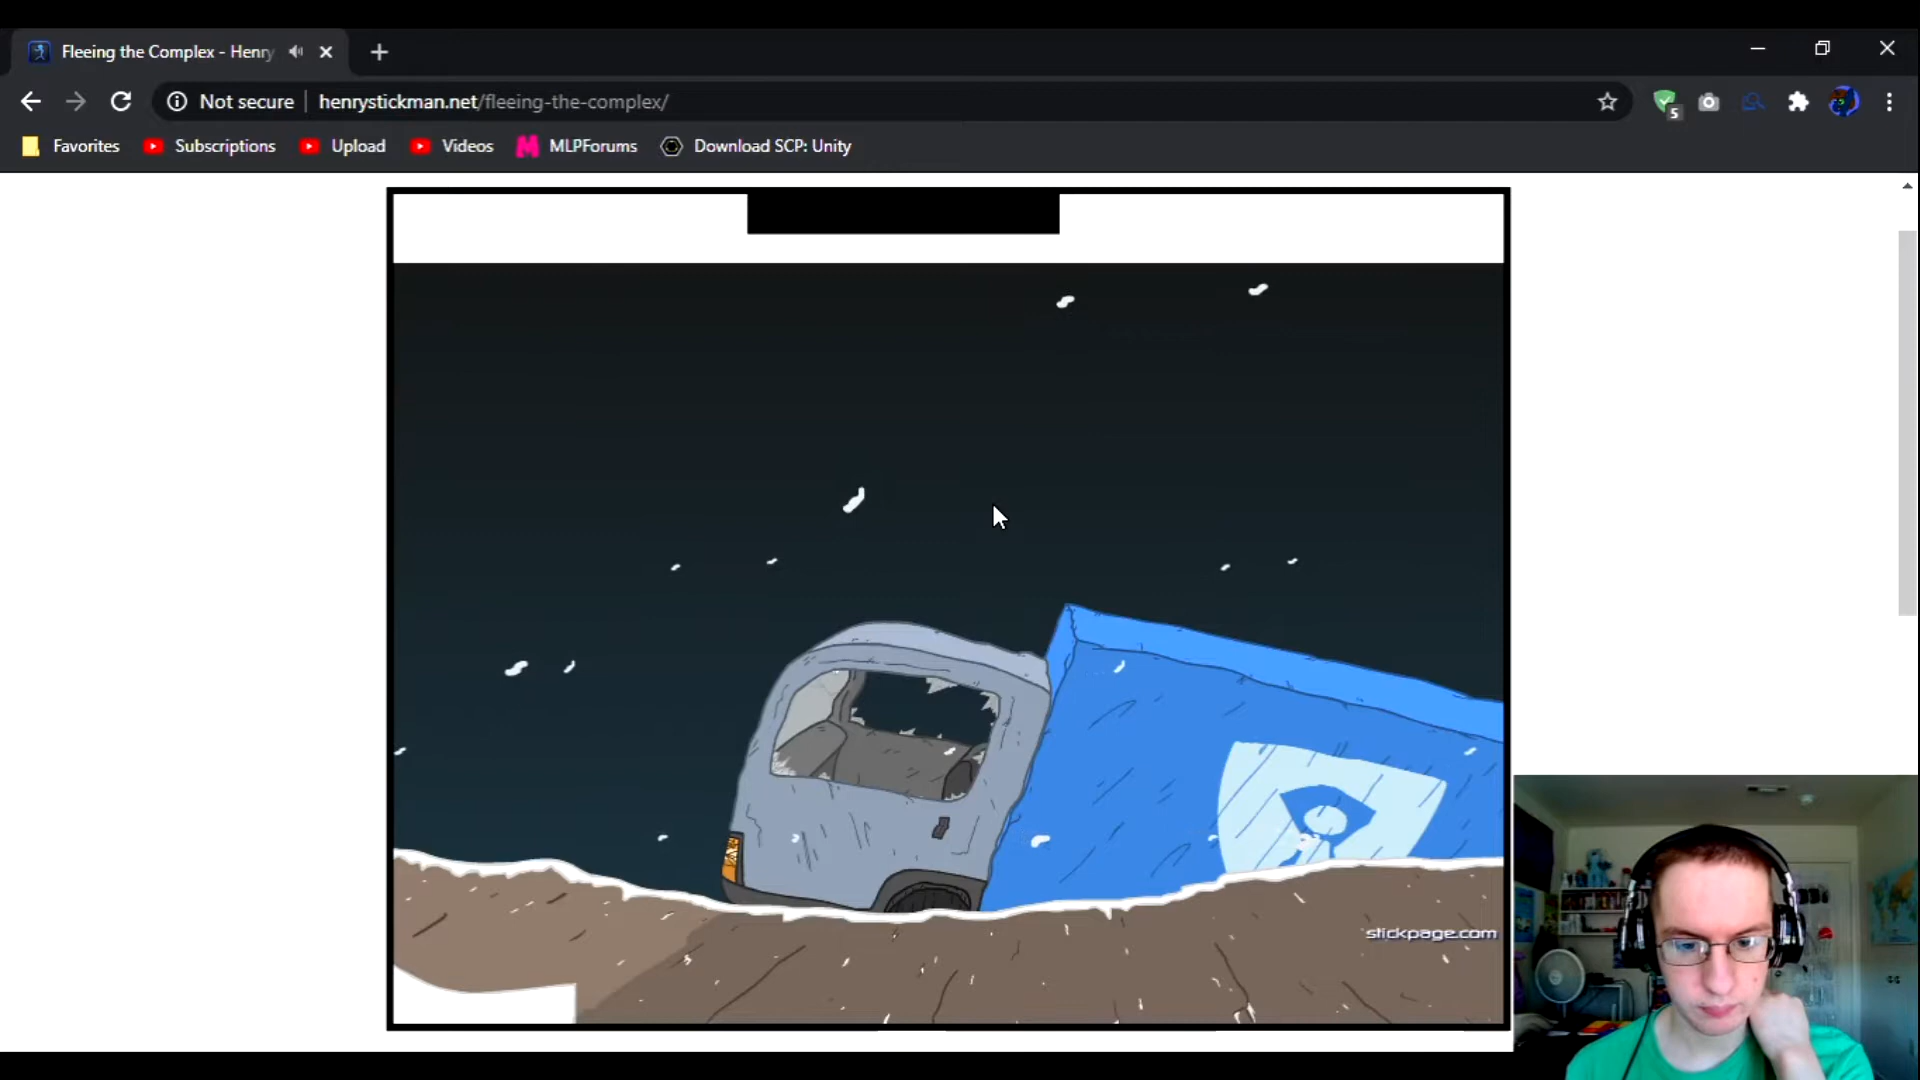 Fleeing the Complex - Henry
Not secure henrystickman.net/fleeing-the-complex/
5
Favorites Subscriptions Upload Videos MLPForums Download SCP: Unity
stickpage.com